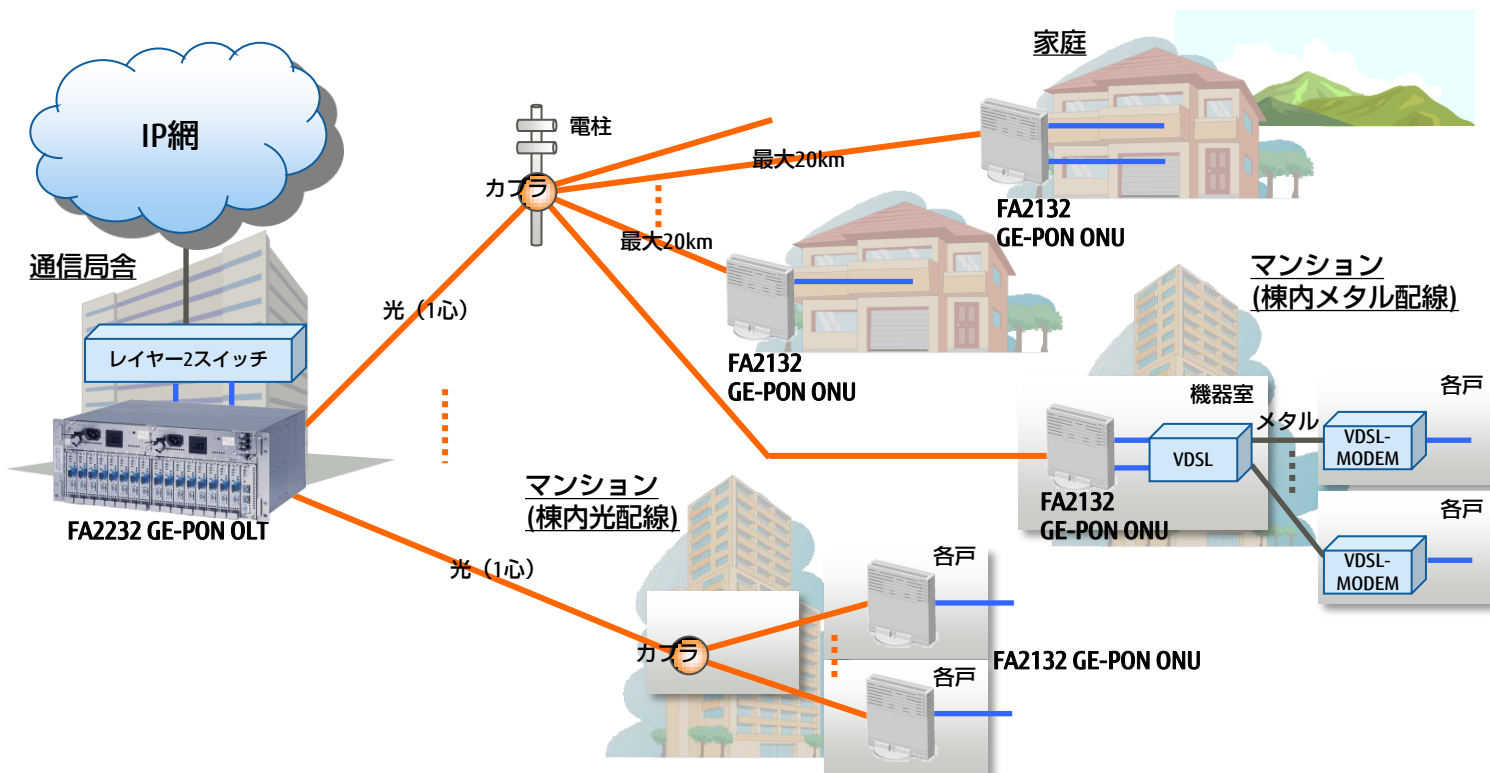 IP網
通信局舎
レイヤー2スイッチ
FA2232 GE-PON OLT
光（1心）
電柱
カプラ
最大20km
最大20km
家庭
FA2132
GE-PON ONU
FA2132
GE-PON ONU
マンション
(棟内メタル配線)
機器室
FA2132
GE-PON ONU
VDSL
メタル
各戸
VDSL-
MODEM
各戸
VDSL-
MODEM
光（1心）
マンション
(棟内光配線)
カプラ
各戸
各戸
FA2132 GE-PON ONU